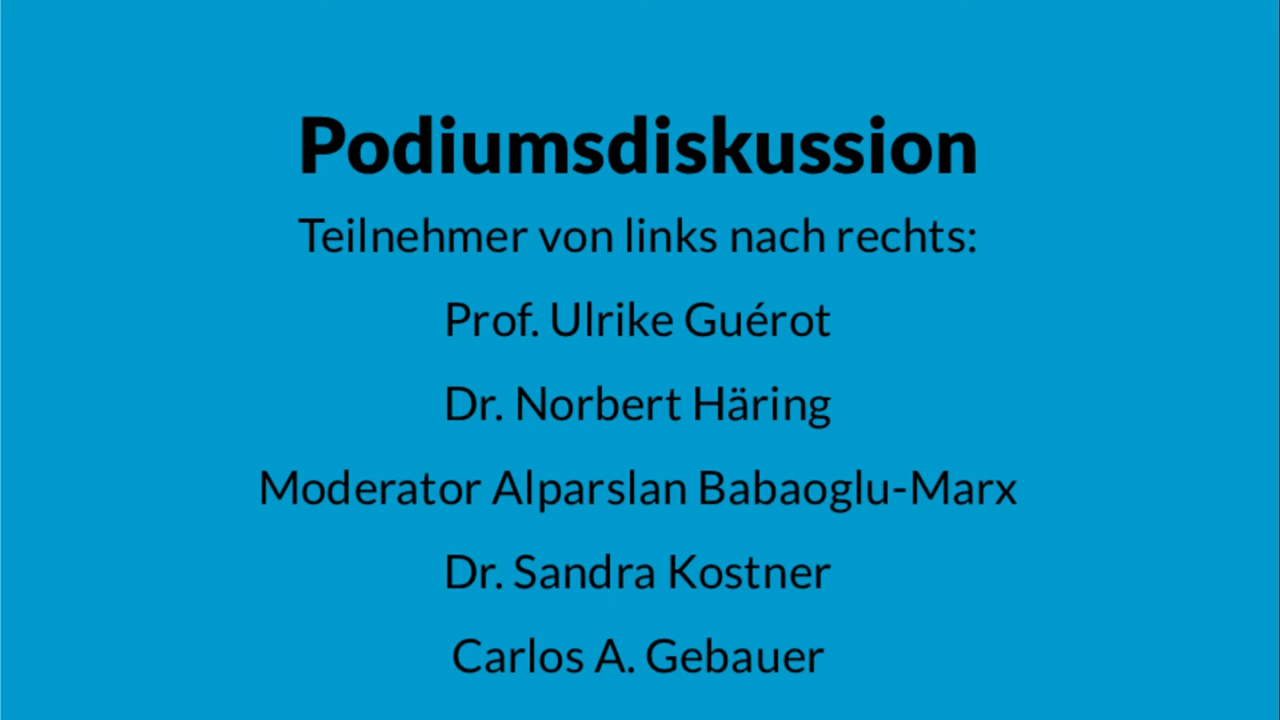 Podiumsdiskussion
Teilnehmer von links nach rechts:
Prof. Ulrike Guérot
Dr. Norbert Häring
Moderator Alparslan Babaoglu-Marx
Dr. Sandra Kostner
Carlos A. Gebauer